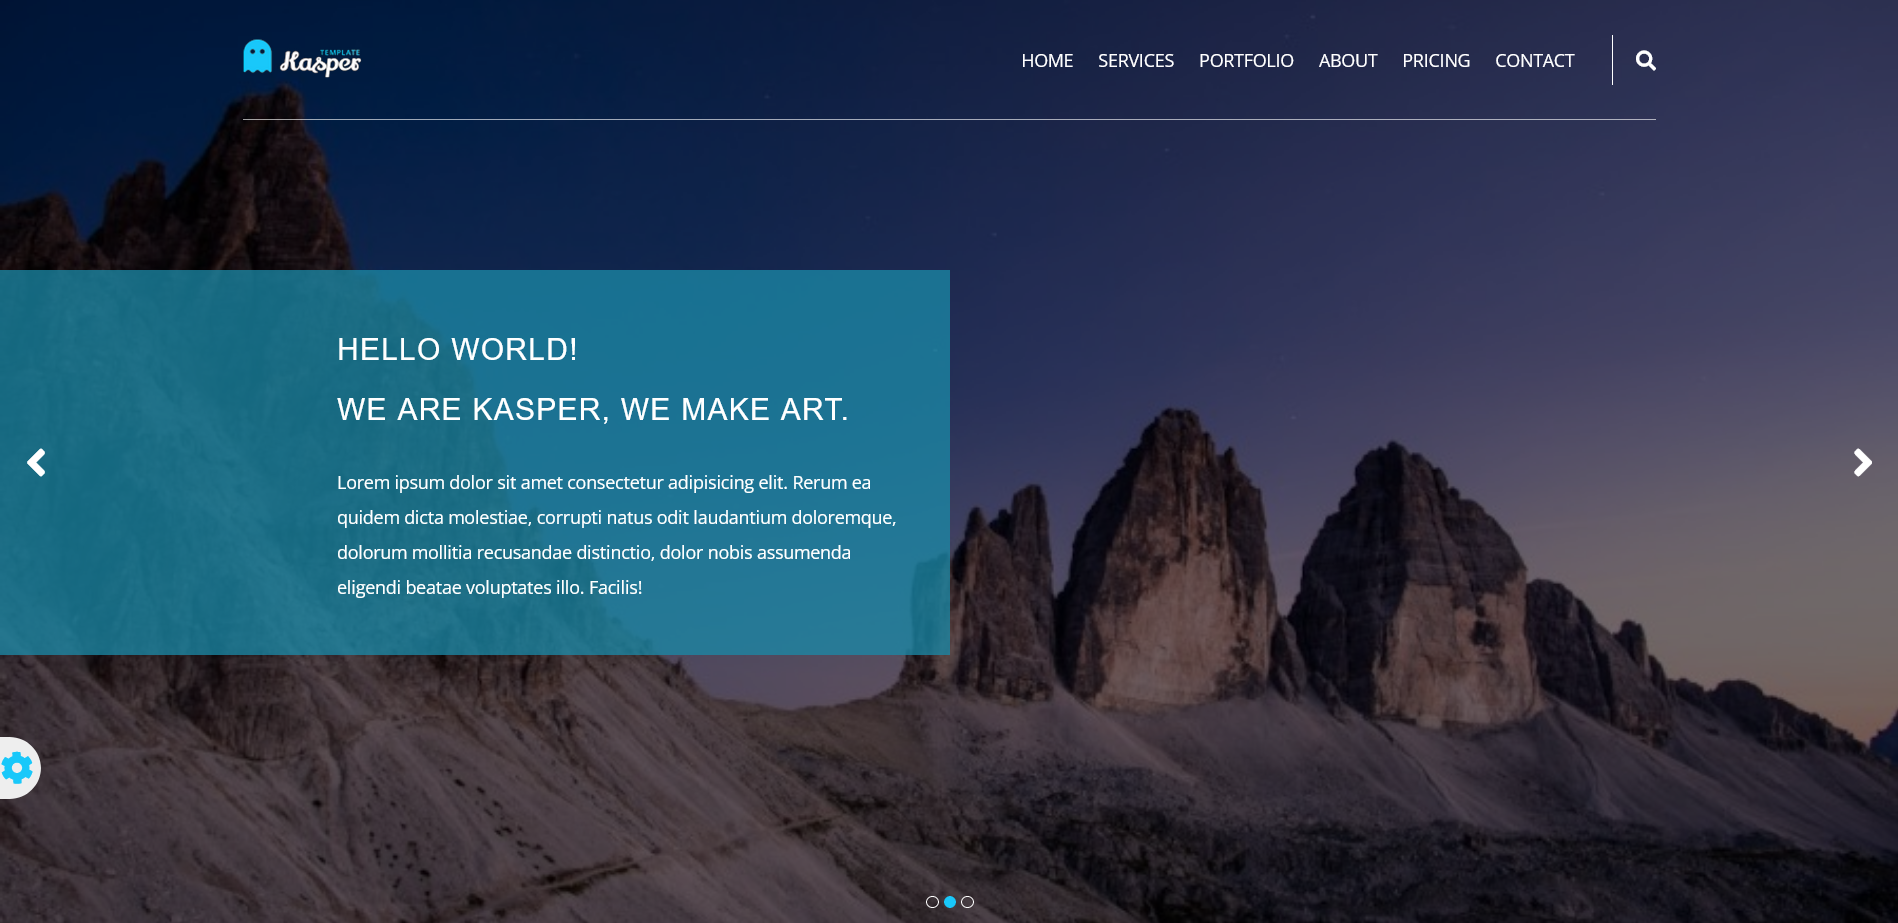 TEMPLATE
Kasper
HOME SERVICES PORTFOLIO ABOUT PRICING CONTACT
HELLO WORLD!
WE ARE KASPER, WE MAKE ART.
Lorem ipsum dolor sit amet consectetur adipisicing elit. Rerum ea
quidem dicta molestiae, corrupti natus odit laudantium doloremque,
dolorum mollitia recusandae distinctio, dolor nobis assumenda
eligendi beatae voluptates illo. Facilis!